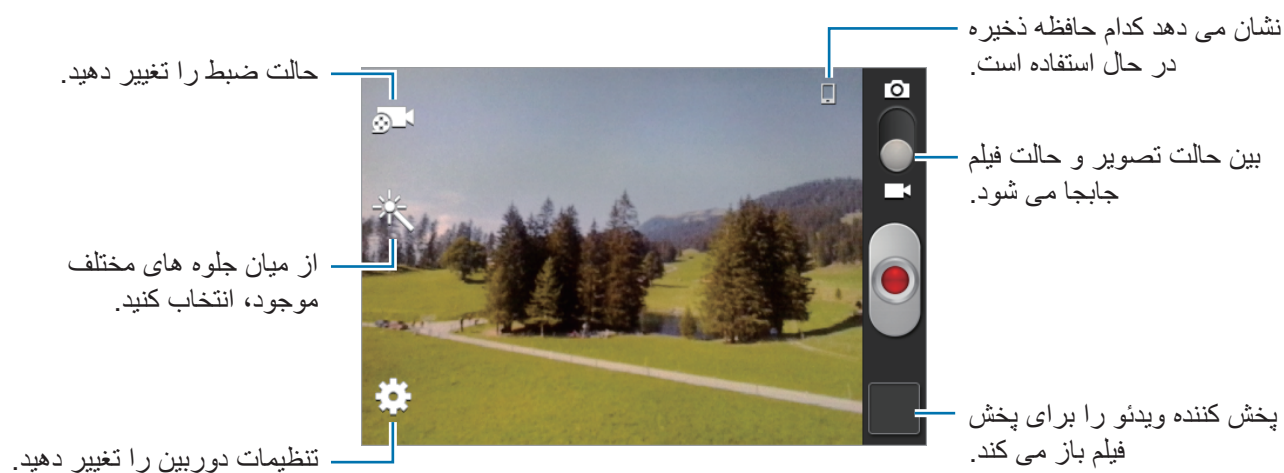 نشان می دهد کدام حافظه ذخیره
در حال استفاده است.
بین حالت تصویر و حالت فیلم
جابجا می شود.
پخش کننده ویدئو را برای پخش
فیلم باز می کند.
حالت ضبط را تغییر دهید.
از میان جلوه های مختلف
موجود، انتخاب کنید.
تنظیمات دوربین را تغییر دهید.